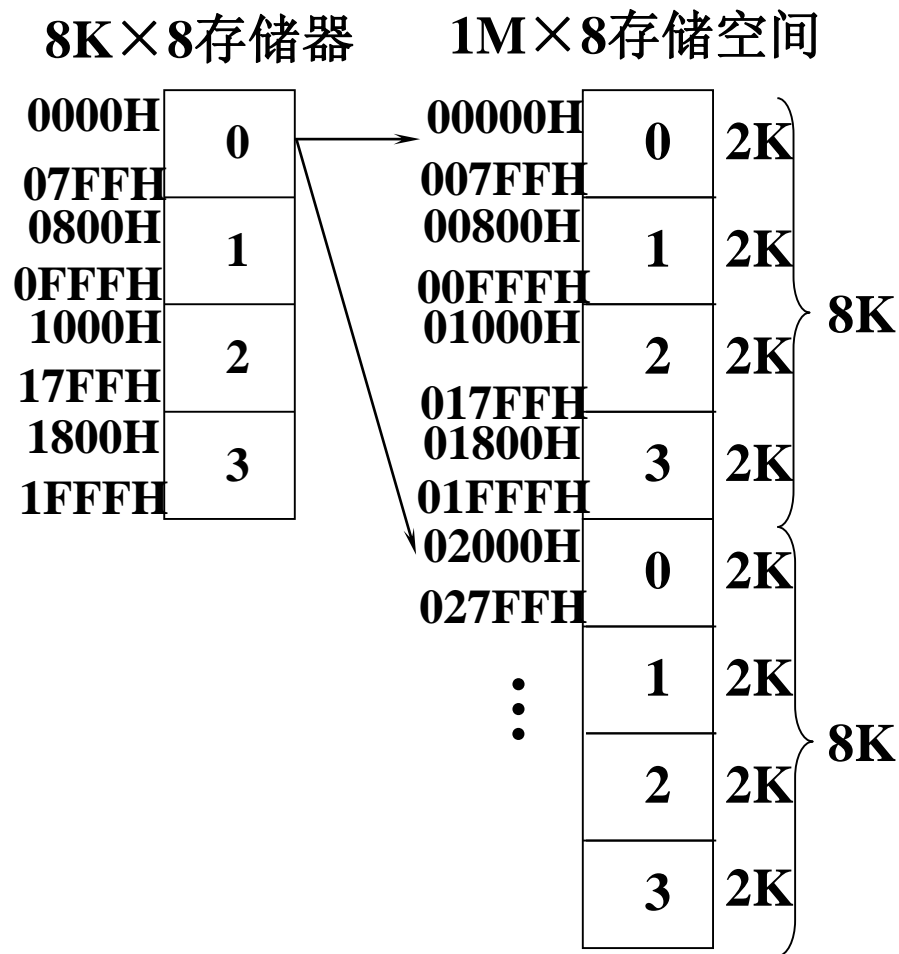 8K×8存储器
0000H
0
07FFH
0800H
1
0FFFH
1000H
2
17FFH
1800H
3
1FFFH
1M×8存储空间
00000H
0
2K
007FFH
00800H
1
2K
00FFFH
01000H
2
2K
017FFH
01800H
3
2K
01FFFH
8K
02000H
0
2K
027FFH
⋮
1
2K
2
2K
3
2K
8K